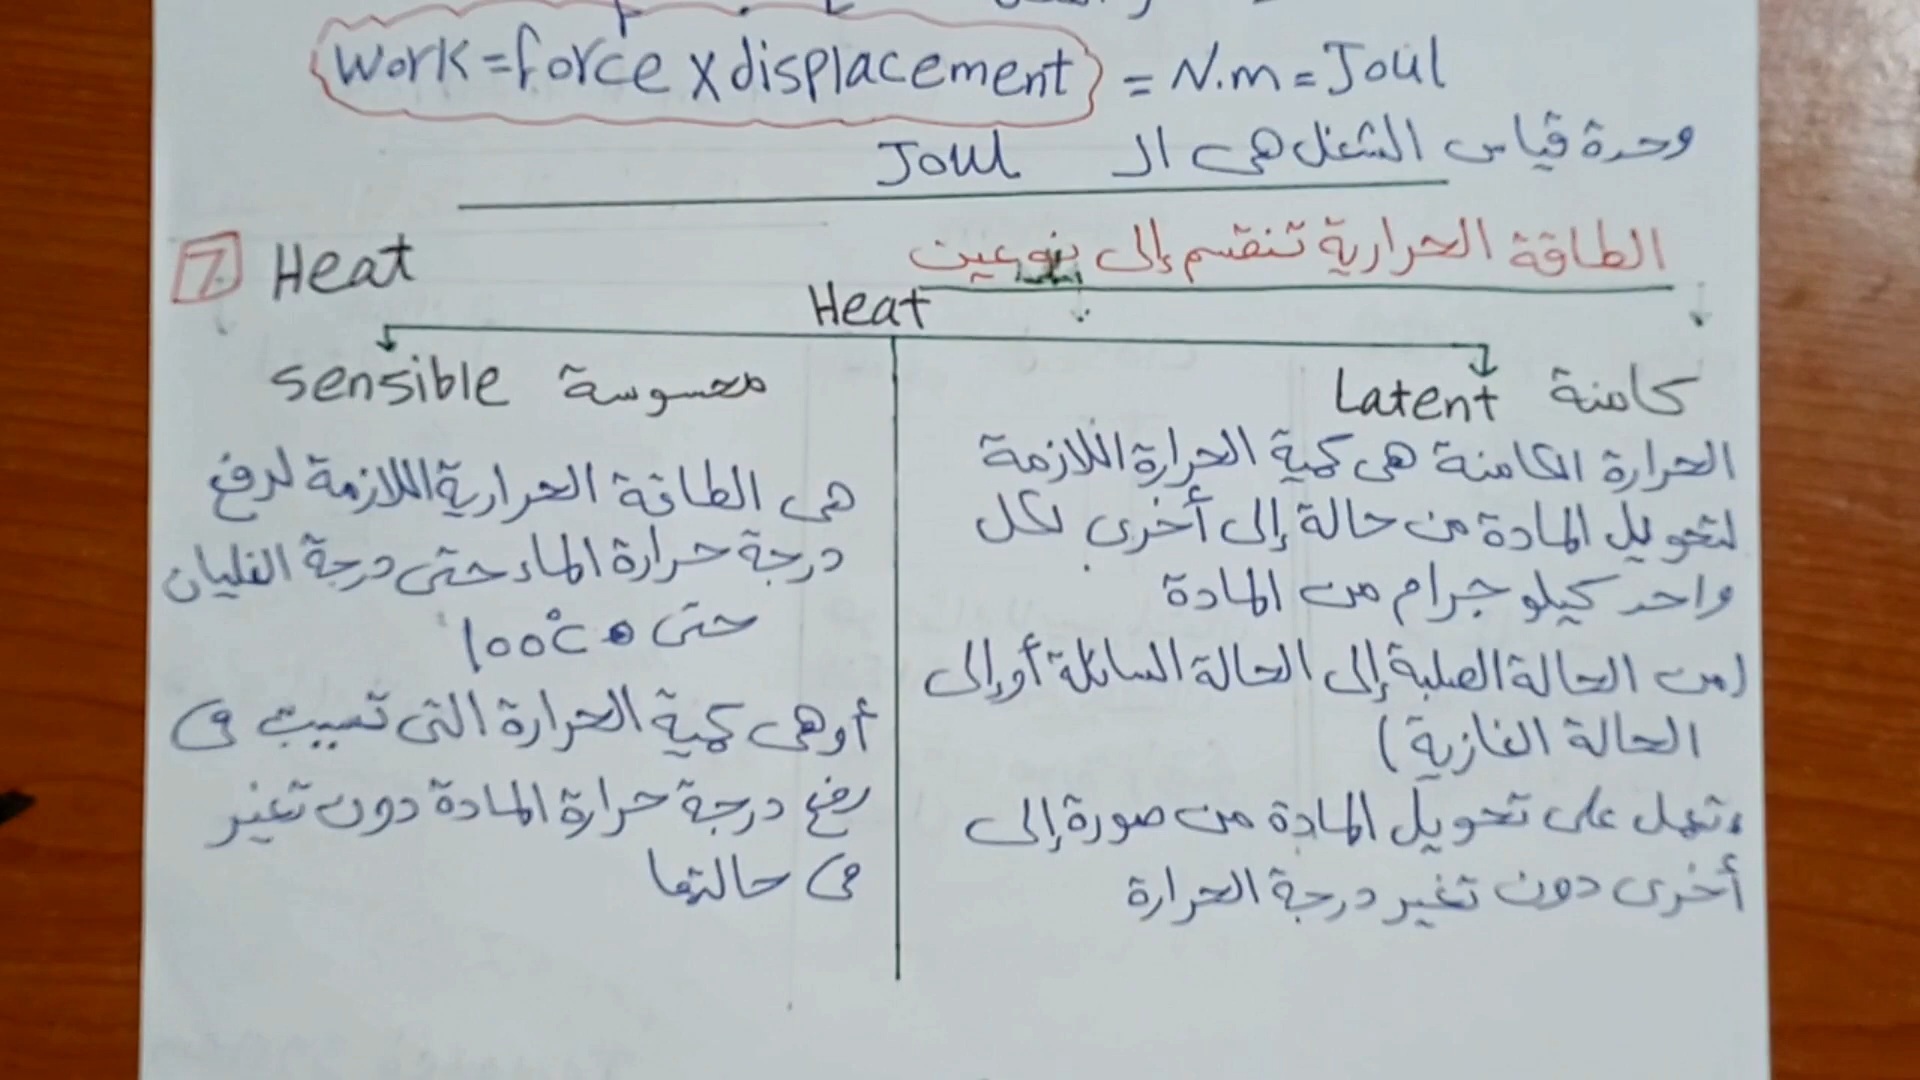 work = force x displacement = N.m = Joul
وحدة قياس الشغل هى ال Joul
7 Heat
الطاقة الحرارية تنقسم إلى نوعين
Heat
كامنة Latent
الحرارة الكامنة هى كمية الحرارة اللازمة
لتحويل المادة من حالة إلى أخرى لكل
واحد كيلو جرام من المادة
(من الحالة الصلبة إلى الحالة السائلة أو إلى
الحالة الغازية)
وتعمل على تحويل المادة من صورة إلى
أخرى دون تغير درجة الحرارة
sensible محسوسة
هى الطاقة الحرارية اللازمة لرفع
درجة حرارة الماء حتى درجة الغليان
حتى 100°C
أو هى كمية الحرارة التى تسبب فى
رفع درجة حرارة المادة دون تغير
فى حالتها